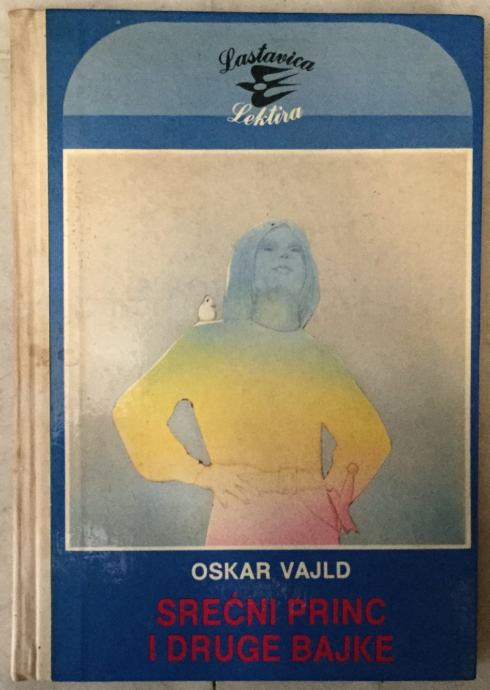 Lastavica
Lektira
OSKAR VAJLD
SREĆNI PRINC
I DRUGE BAJKE